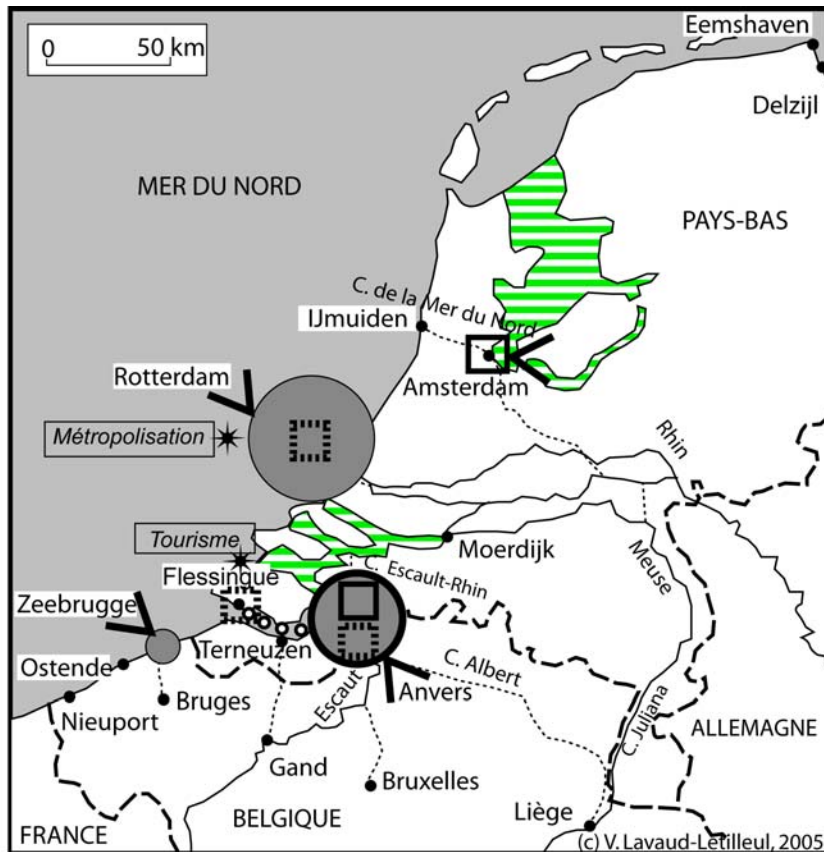 0 50 km
Eemshaven
Delzijl
MER DU NORD
PAYS-BAS
C. de la Mer du Nord
IJmuiden
Amsterdam
Rotterdam
Métropolisation
Rhin
Tourisme
Moerdijk
Meuse
Flessingue
C. Escault-Rhin
Zeebrugge
Terneuzen
Ostende
C. Albert
Anvers
Escaut
Bruges
Nieuport
C. Juliana
ALLEMAGNE
Gand
Bruxelles
BELGIQUE
Liège
FRANCE
(c) V. Lavaud-Letilleul, 2005